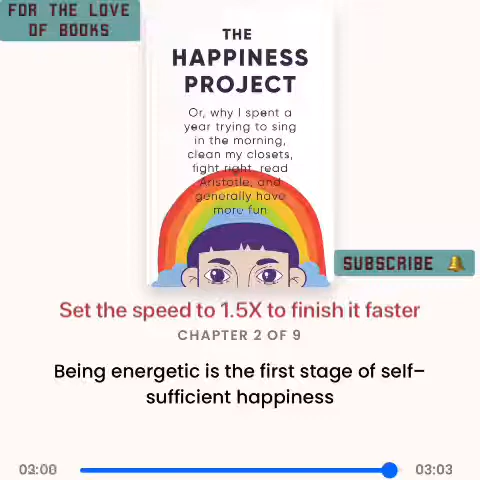 FOR THE LOVE
OF BOOKS
THE
HAPPINESS
PROJECT
Or, why I spent a
year trying to sing
in the morning,
clean my closets,
fight right, read
Aristotle, and
generally have
more fun
SUBSCRIBE
Set the speed to 1.5X to finish it faster
CHAPTER 2 OF 9
Being energetic is the first stage of self–
sufficient happiness
03:03